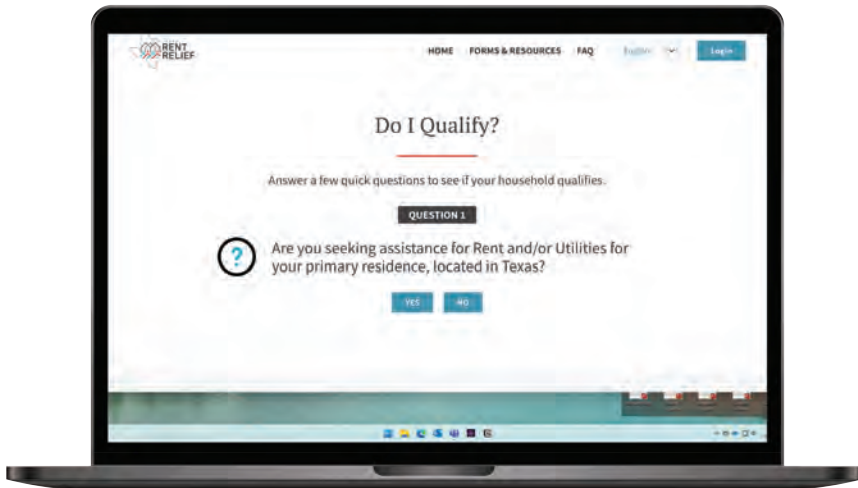 RENT
RELIEF
HOME FORMS & RESOURCES FAQ English Login
Do I Qualify?
Answer a few quick questions to see if your household qualifies.
QUESTION 1
?
Are you seeking assistance for Rent and/or Utilities for
your primary residence, located in Texas?
YES NO